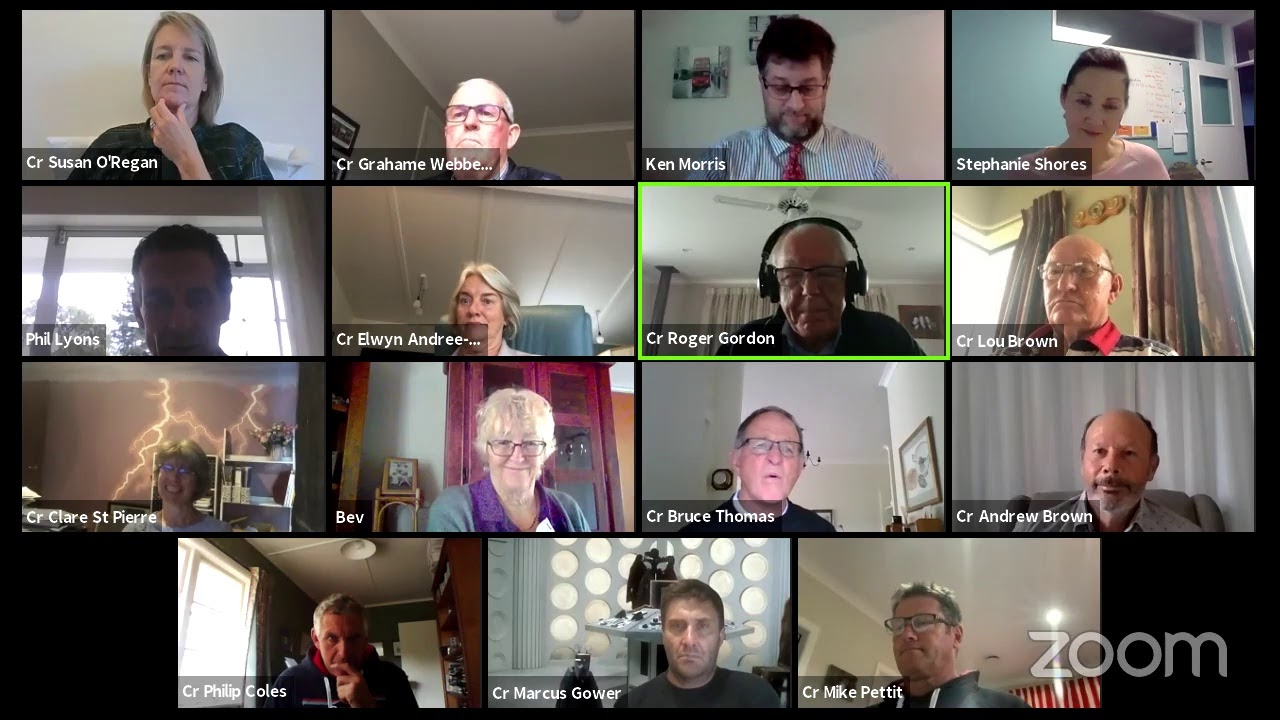 Cr Susan O'Regan
Cr Grahame Webbe...
Ken Morris
Stephanie Shores
Phil Lyons
Cr Elwyn Andree-...
Cr Roger Gordon
Cr Lou Brown
Cr Clare St Pierre
Bev
Cr Bruce Thomas
Cr Andrew Brown
Cr Philip Coles
Cr Marcus Gower
Cr Mike Pettit
zoom